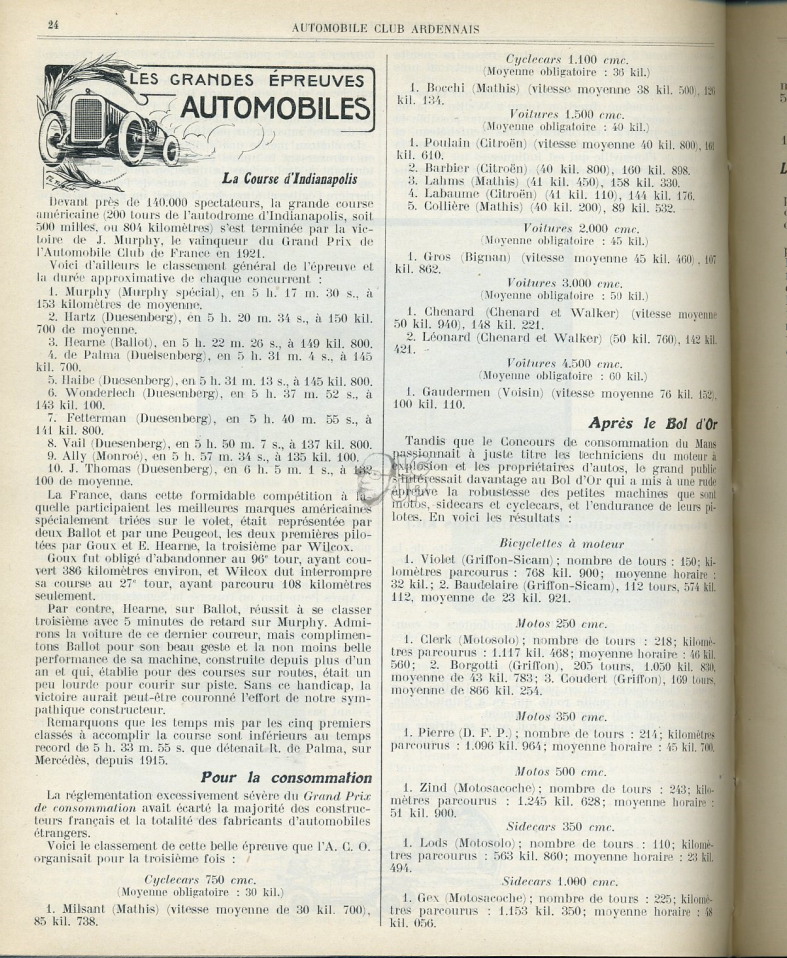 24
AUTOMOBILE CLUB ARDENNAIS
LES GRANDES ÉPREUVES
AUTOMOBILES
La Course d'Indianapolis
Devant près de 140.000 spectateurs, la grande course
américaine (200 tours de l'autodrome d'Indianapolis, soit
500 milles, ou 804 kilomètres) s'est terminée par la vic-
toire de J. Murphy, le vainqueur du Grand Prix de
l'Automobile Club de France en 1921.
Voici d'ailleurs le classement général de l'épreuve et
la durée approximative de chaque concurrent :
1. Murphy (Murphy spécial), en 5 h. 17 m. 30 s., à
153 kilomètres de moyenne.
2. Hartz (Duesenberg), en 5 h. 20 m. 34 s., à 150 kil.
700 de moyenne.
3. Hearne (Ballot), en 5 h. 22 m. 26 s., à 149 kil. 800.
4. de Palma (Duelsenberg), en 5 h. 31 m. 4 s., à 145
kil. 700.
5. Haibe (Duesenberg), en 5 h. 31 m. 13 s., à 145 kil. 800.
6. Wonderlech (Duesenberg), en 5 h. 37 m. 52 s., à
143 kil. 100.
7. Fetterman (Duesenberg), en 5 h. 40 m. 55 s., à
141 kil. 800.
8. Vail (Duesenberg), en 5 h. 50 m. 7 s., à 137 kil. 800.
9. Ally (Monroé), en 5 h. 57 m. 34 s., à 135 kil. 100.
10. J. Thomas (Duesenberg), en 6 h. 5 m. 1 s., à 132
100 de moyenne.
La France, dans cette formidable compétition à la-
quelle participaient les meilleures marques américaines
spécialement triées sur le volet, était représentée par
deux Ballot et par une Peugeot, les deux premières pilo-
tées par Goux et E. Hearne, la troisième par Wilcox.
Goux fut obligé d'abandonner au 96e tour, ayant cou-
vert 386 kilomètres environ, et Wilcox dut interrompre
sa course au 27e tour, ayant parcouru 108 kilomètres
seulement.
Par contre, Hearne, sur Ballot, réussit à se classer
troisième avec 5 minutes de retard sur Murphy. Admi-
rons la voiture de ce dernier coureur, mais complimen-
tons Ballot pour son beau geste et la non moins belle
performance de sa machine, construite depuis plus d'un
an et qui, établie pour des courses sur routes, était un
peu lourde pour courir sur piste. Sans ce handicap, la
victoire aurait peut-être couronné l'effort de notre sym-
pathique constructeur.
Remarquons que les temps mis par les cinq premiers
classés à accomplir la course sont inférieurs au temps
record de 5 h. 33 m. 55 s. que détenait R. de Palma, sur
Mercédès, depuis 1915.
Pour la consommation
La réglementation excessivement sévère du Grand Prix
de consommation avait écarté la majorité des construc-
teurs français et la totalité des fabricants d'automobiles
étrangers.
Voici le classement de cette belle épreuve que l'A. C. O.
organisait pour la troisième fois :
Cyclecars 750 cmc.
(Moyenne obligatoire : 30 kil.)
1. Milsant (Mathis) (vitesse moyenne de 30 kil. 700),
85 kil. 738.
Cyclecars 1.100 cmc.
(Moyenne obligatoire : 36 kil.)
1. Bocchi (Mathis) (vitesse moyenne 38 kil. 500), 126
kil. 134.
Voitures 1.500 cmc.
(Moyenne obligatoire : 40 kil.)
1. Poulain (Citroën) (vitesse moyenne 40 kil. 800), 161
kil. 610.
2. Barbier (Citroën) (40 kil. 800), 160 kil. 898.
3. Lahms (Mathis) (41 kil. 450), 158 kil. 330.
4. Labaume (Citroën) (41 kil. 110), 144 kil. 176.
5. Collière (Mathis) (40 kil. 200), 89 kil. 532.
Voitures 2.000 cmc.
(Moyenne obligatoire : 45 kil.)
1. Gros (Bignan) (vitesse moyenne 45 kil. 460), 107
kil. 862.
Voitures 3.000 cmc.
(Moyenne obligatoire : 50 kil.)
1. Chenard (Chenard et Walker) (vitesse moyenne
50 kil. 940), 148 kil. 221.
2. Léonard (Chenard et Walker) (50 kil. 760), 142 kil.
421.
Voitures 4.500 cmc.
(Moyenne obligatoire : 60 kil.)
1. Gaudermen (Voisin) (vitesse moyenne 76 kil. 152),
100 kil. 110.
Après le Bol d'Or
Tandis que le Concours de consommation du Mans
passionnait à juste titre les techniciens du moteur à
explosion et les propriétaires d'autos, le grand public
s'intéressait davantage au Bol d'Or qui a mis à une rude
épreuve la robustesse des petites machines que sont
motos, sidecars et cyclecars, et l'endurance de leurs pi-
lotes. En voici les résultats :
Bicyclettes à moteur
1. Violet (Griffon-Sicam) ; nombre de tours : 150; ki-
lomètres parcourus : 768 kil. 900; moyenne horaire :
32 kil.; 2. Baudelaire (Griffon-Sicam), 112 tours, 574 kil.
112, moyenne de 23 kil. 921.
Motos 250 cmc.
1. Clerk (Motosolo) ; nombre de tours : 218; kilomè-
tres parcourus : 1.117 kil. 468; moyenne horaire : 46 kil.
560; 2. Borgotti (Griffon), 205 tours, 1.050 kil. 830,
moyenne de 43 kil. 783; 3. Coudert (Griffon), 169 tours,
moyenne de 866 kil. 254.
Motos 350 cmc.
1. Pierre (D. F. P.) ; nombre de tours : 214; kilomètres
parcourus : 1.096 kil. 964; moyenne horaire : 45 kil. 700.
Motos 500 cmc.
1. Zind (Motosacoche) ; nombre de tours : 243; kilo-
mètres parcourus : 1.245 kil. 628; moyenne horaire :
51 kil. 900.
Sidecars 350 cmc.
1. Lods (Motosolo) ; nombre de tours : 110; kilomè-
tres parcourus : 563 kil. 860; moyenne horaire : 23 kil.
494.
Sidecars 1.000 cmc.
1. Gex (Motosacoche) ; nombre de tours : 225; kilomè-
tres parcourus : 1.153 kil. 350; moyenne horaire : 48
kil. 056.